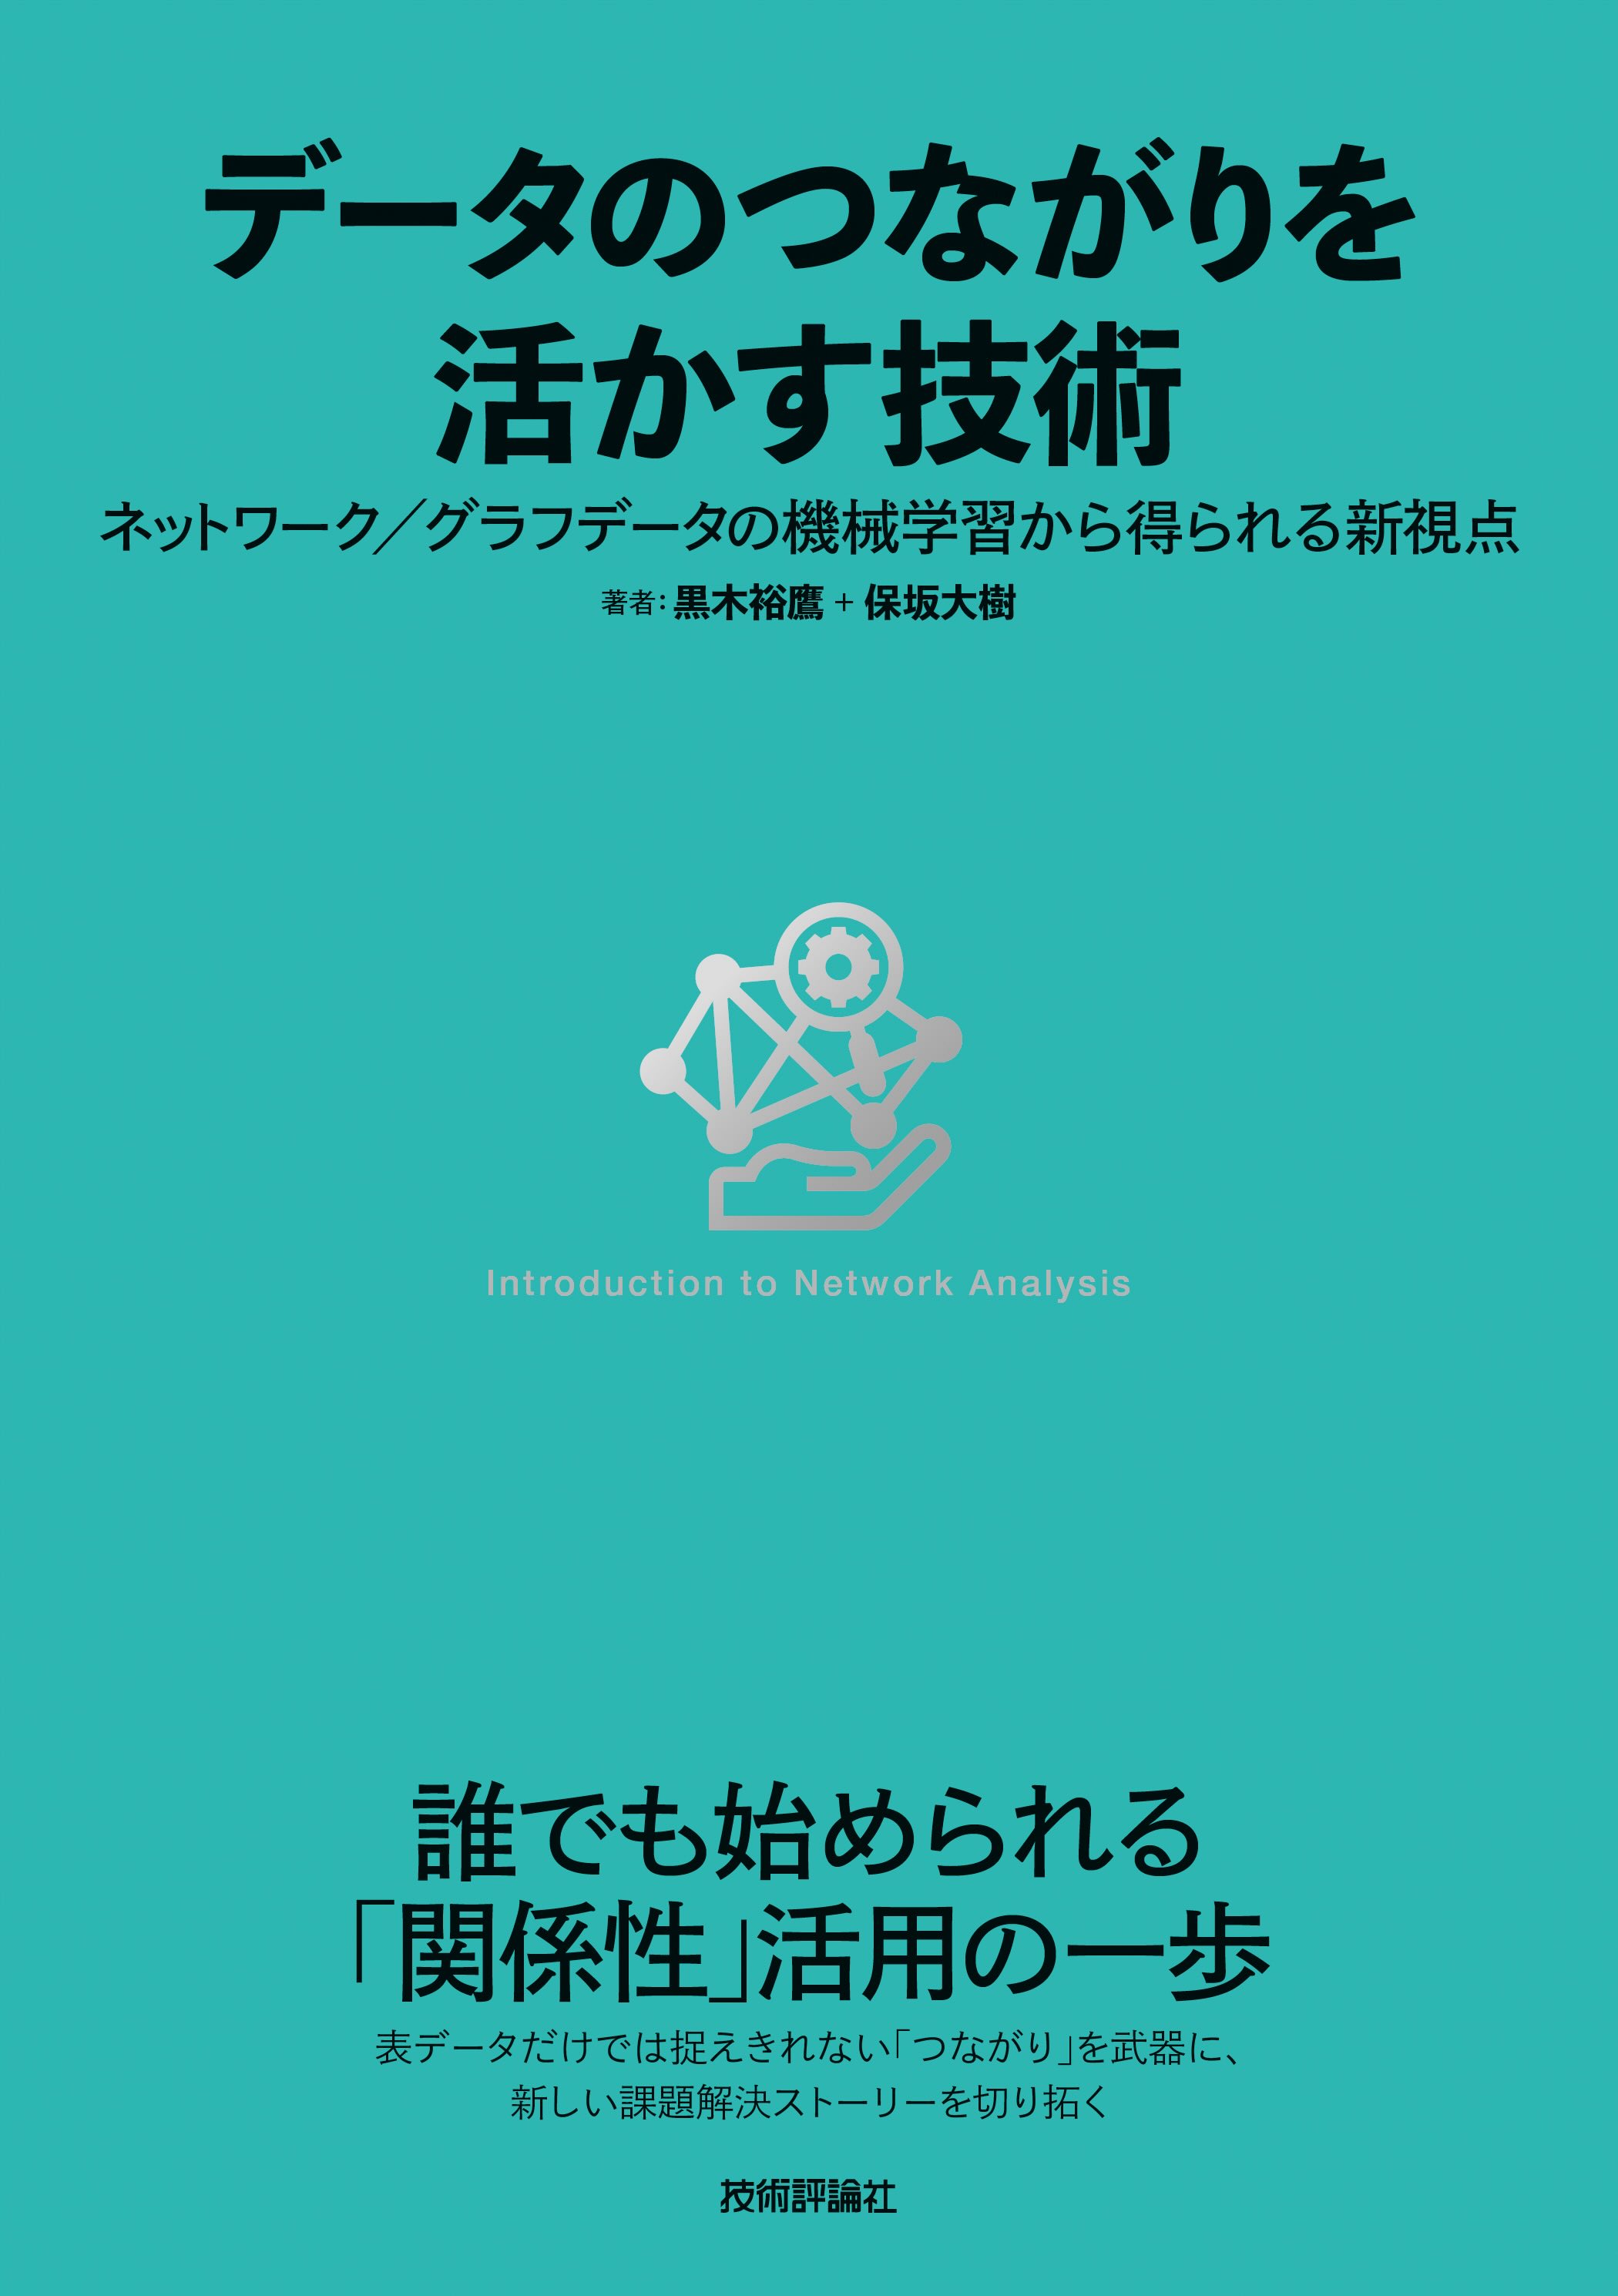 データのつながりを
活かす技術
ネットワーク／グラフデータの機械学習から得られる新視点
著者：黒木裕鷹 + 保坂大樹
Introduction to Network Analysis
誰でも始められる
「関係性」活用の一歩
表データだけでは捉えきれない「つながり」を武器に、
新しい課題解決ストーリーを切り拓く
技術評論社